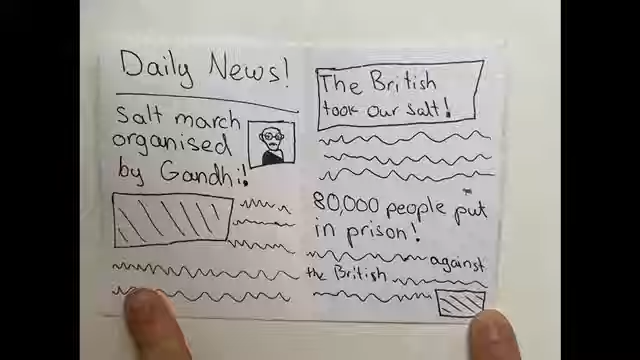 Daily News!
Salt march
organised
by Gandhi!
The British
took our salt!
80,000 people put
in prison!
against
the British